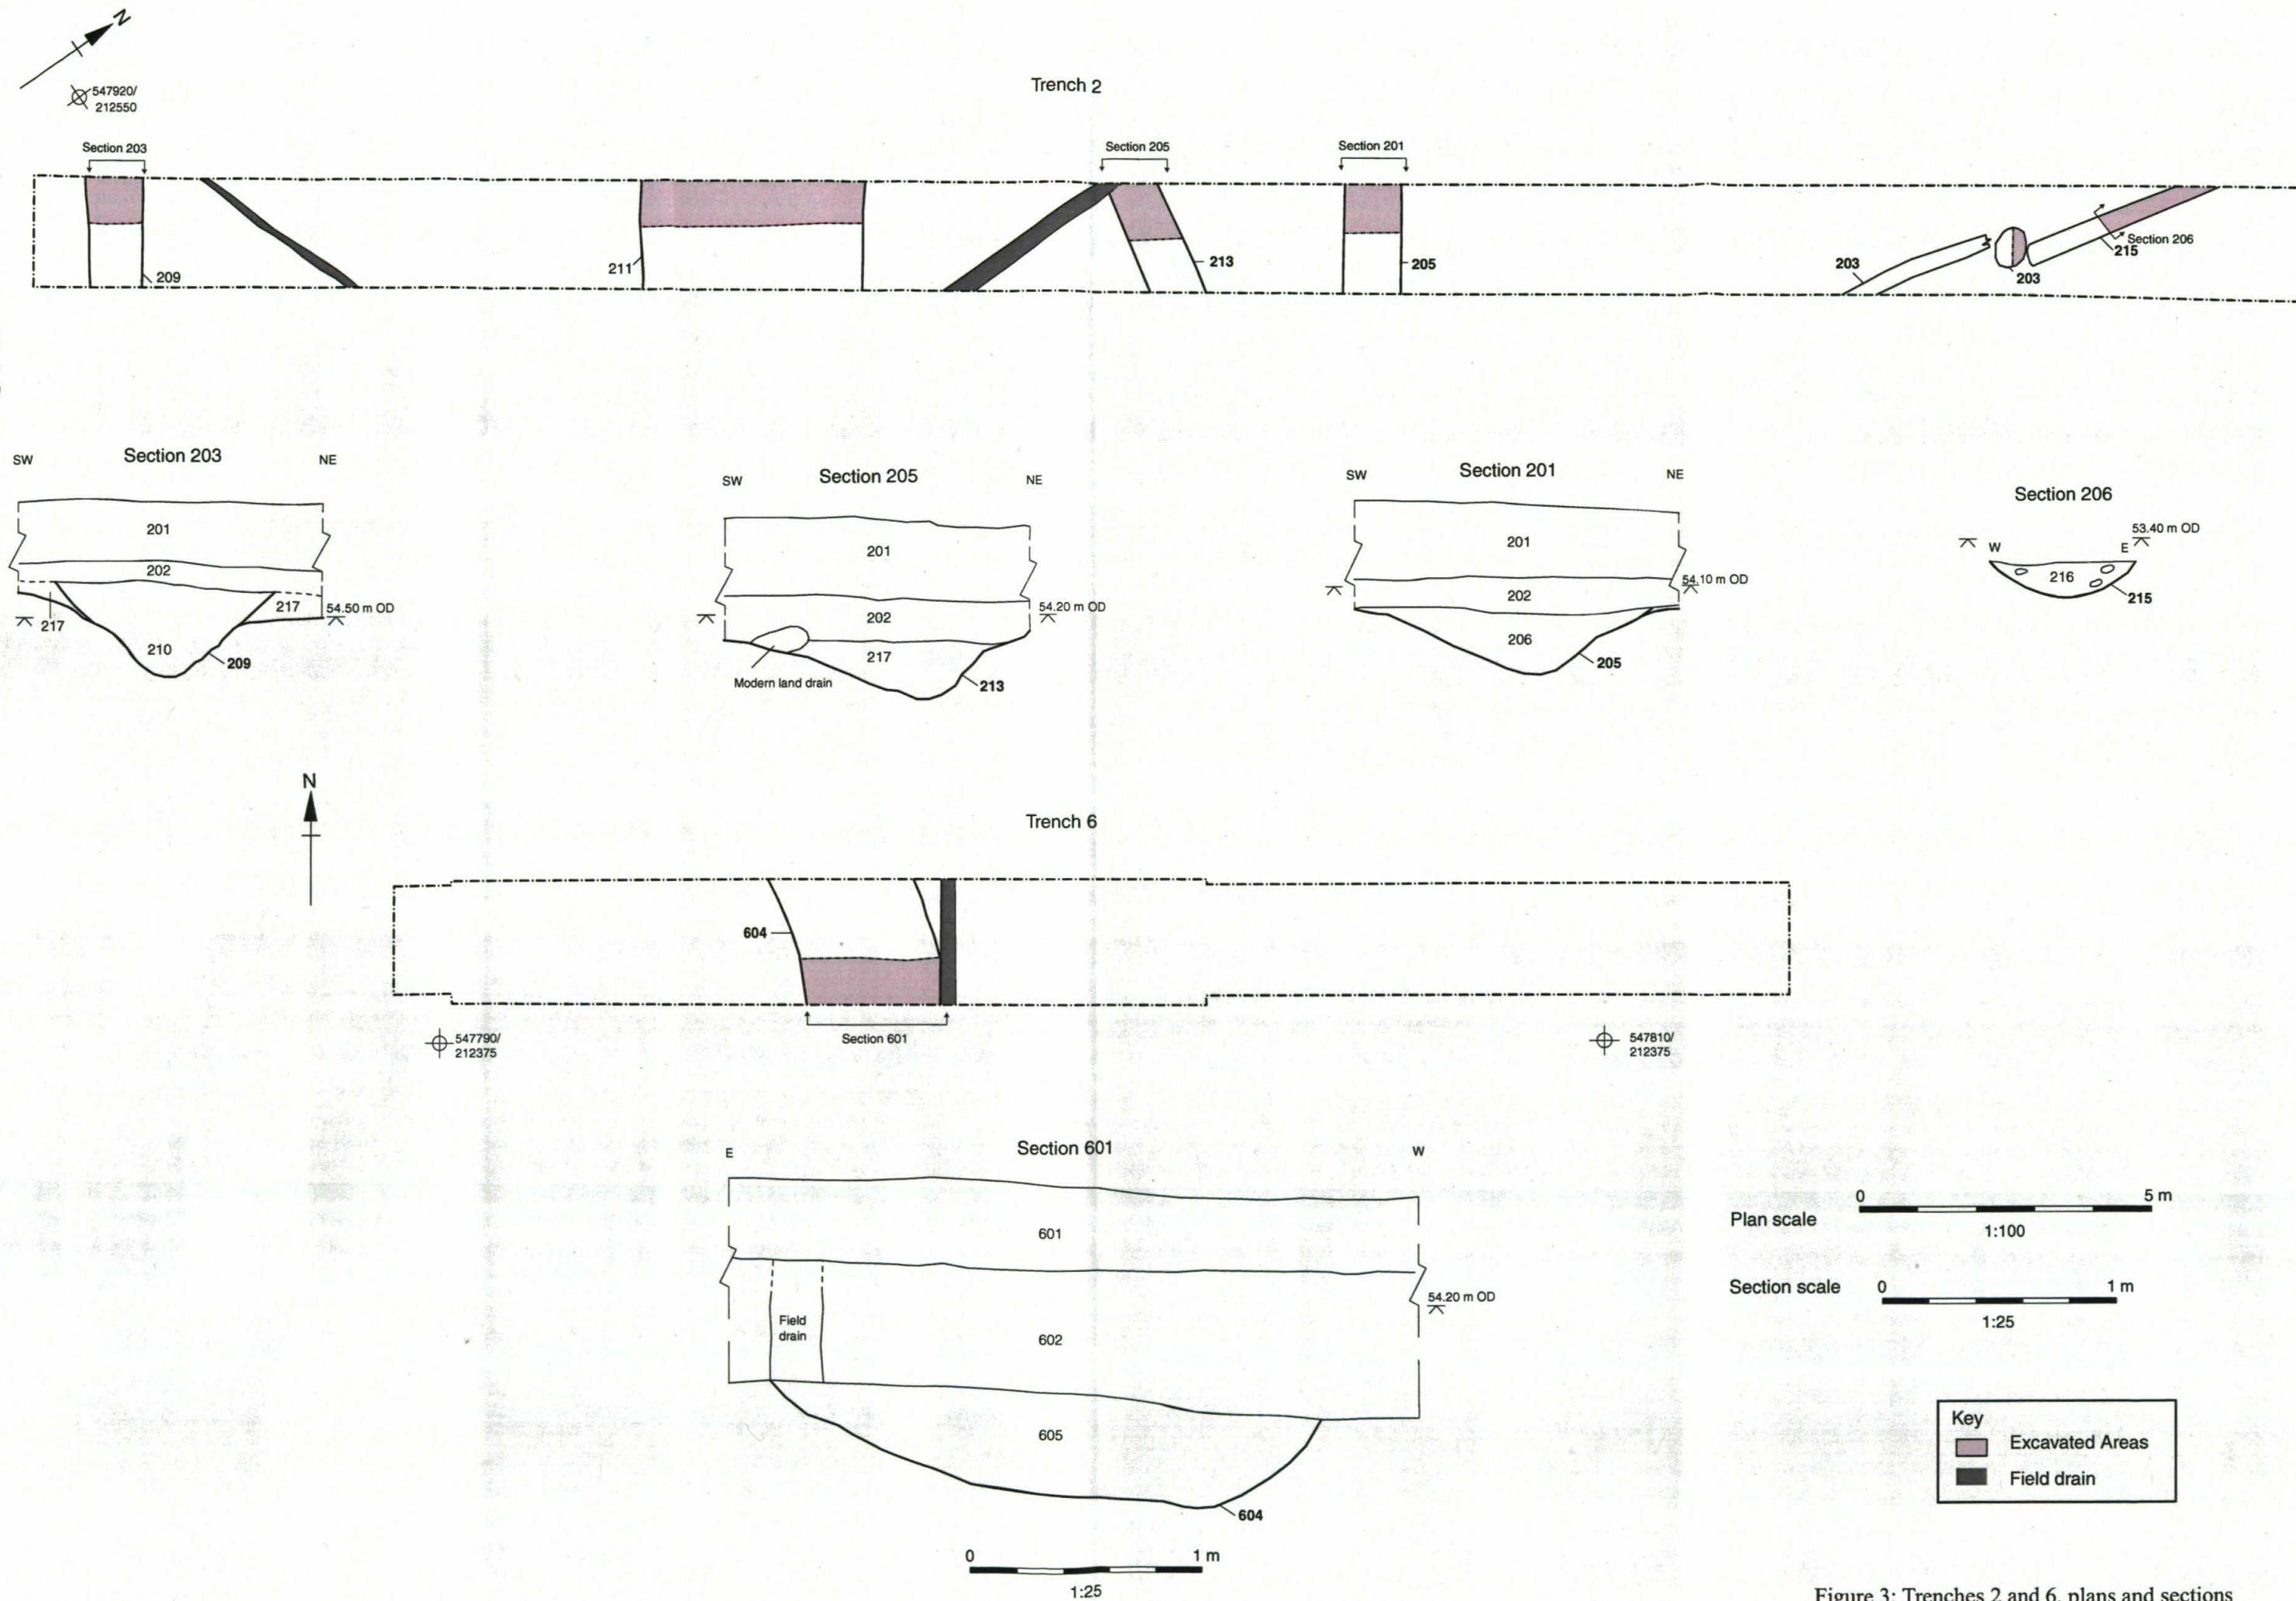 N
547920/
212550
Trench 2
Section 203
Section 205
Section 201
209
211
213
205
203
203
Section 206
215
Section 203
SW
NE
201
202
217
217
54.50 m OD
210
209
Section 205
SW
NE
201
202
54.20 m OD
217
Modern land drain
213
Section 201
SW
NE
201
54.10 m OD
202
206
205
Section 206
53.40 m OD
W
E
216
215
N
Trench 6
604
Section 601
547790/
212375
547810/
212375
Section 601
E
W
601
54.20 m OD
Field
drain
602
605
604
0 1 m
1:25
0 5 m
Plan scale
1:100
Section scale
0 1 m
1:25
Key
Excavated Areas
Field drain
Figure 3: Trenches 2 and 6, plans and sections